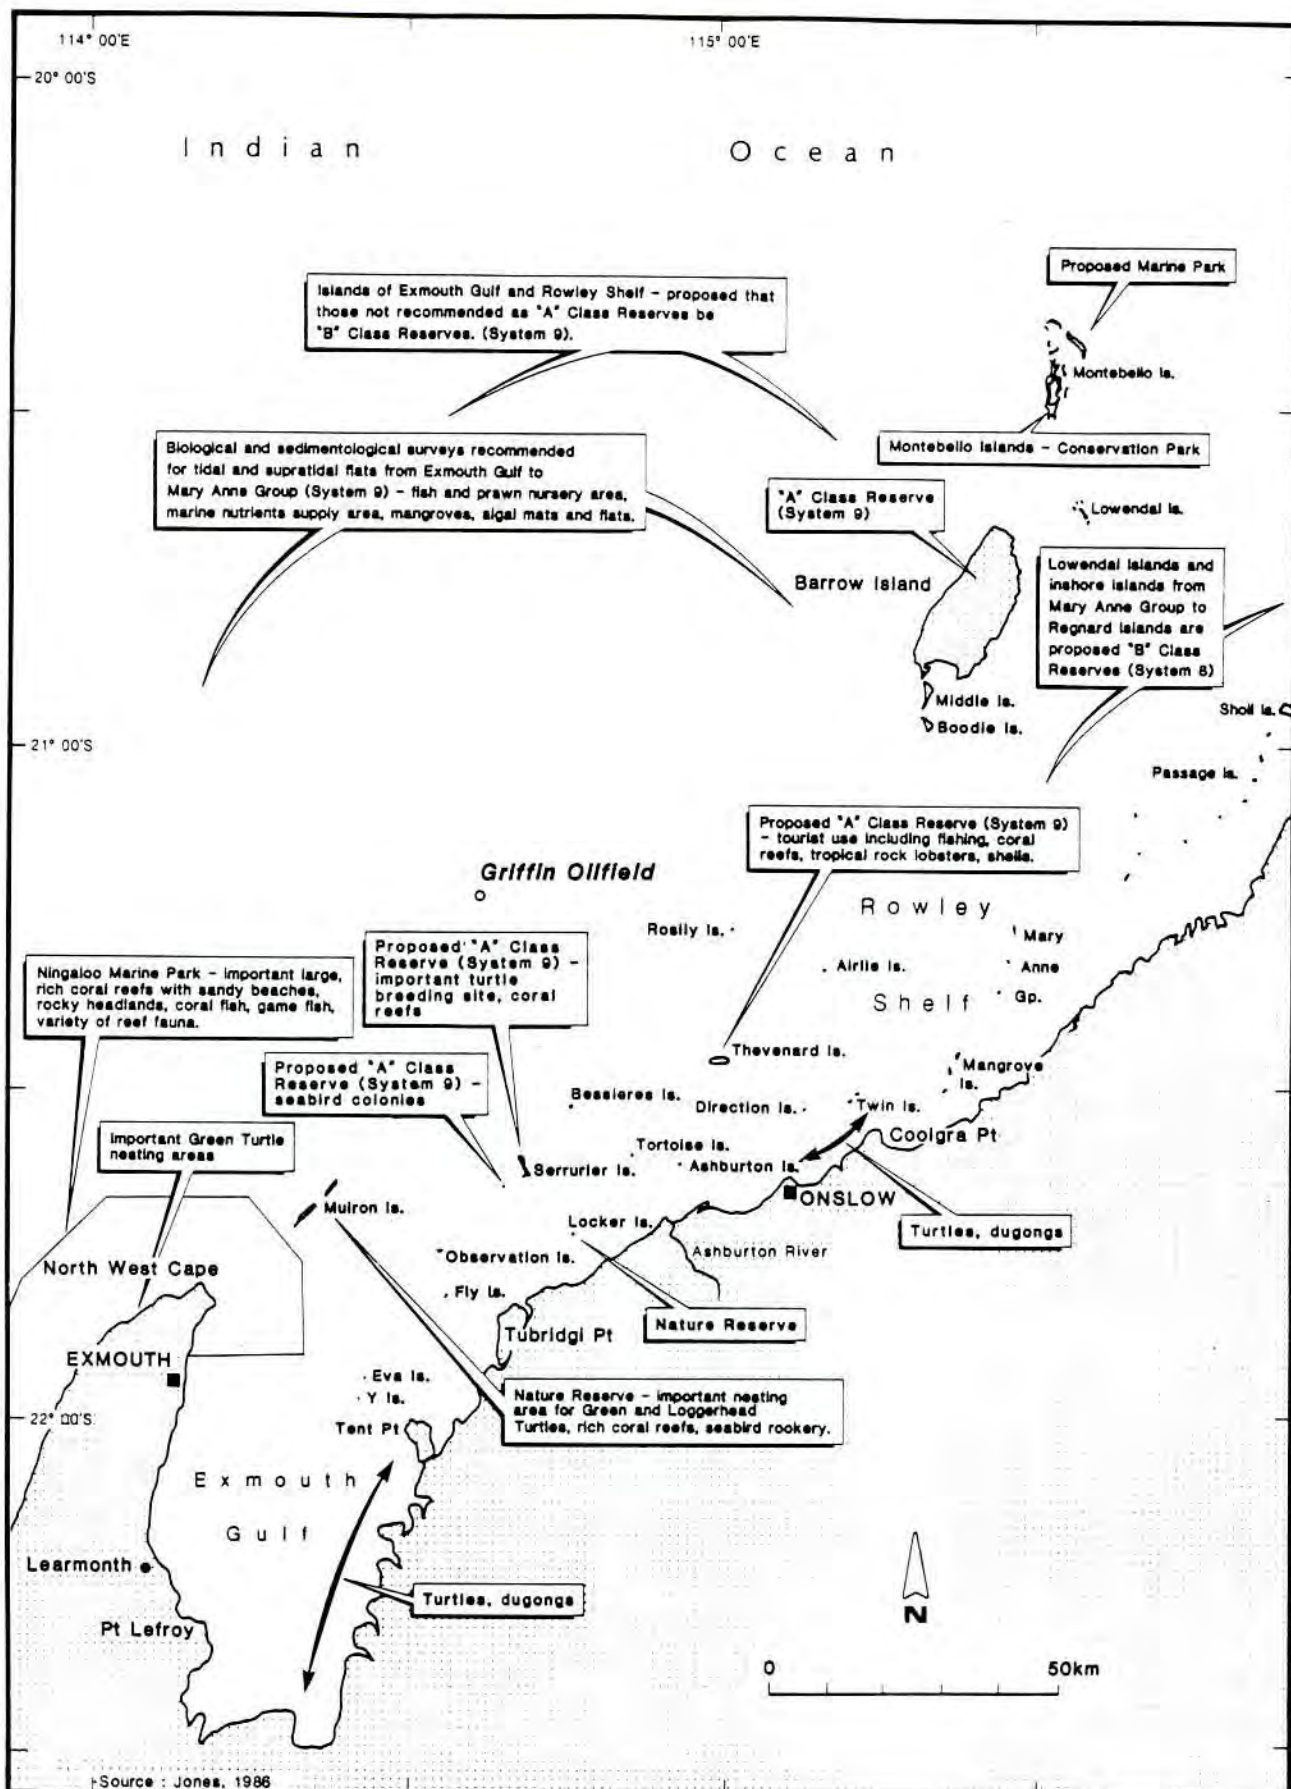 114° 00'E
115° 00'E
20° 00'S
Indian Ocean
Proposed Marine Park
Islands of Exmouth Gulf and Rowley Shelf - proposed that
those not recommended as "A" Class Reserves be
"B" Class Reserves. (System 9).
Montebello Is.
Montebello Islands - Conservation Park
Biological and sedimentological surveys recommended
for tidal and supratidal flats from Exmouth Gulf to
Mary Anne Group (System 9) - fish and prawn nursery area,
marine nutrients supply area, mangroves, algal mats and flats.
"A" Class Reserve
(System 9)
Lowendal Is.
Barrow Island
Lowendal Islands and
inshore islands from
Mary Anne Group to
Regnard Islands are
proposed "B" Class
Reserves (System 8)
Middle Is.
Boodie Is.
Sholl Is.
21° 00'S
Passage Is.
Proposed "A" Class Reserve (System 9)
- tourist use including fishing, coral
reefs, tropical rock lobsters, shells.
Griffin Oilfield
Rowley
Shelf
Rosily Is.
Mary
Anne
Gp.
Airlie Is.
Proposed "A" Class
Reserve (System 9) -
important turtle
breeding site, coral
reefs
Ningaloo Marine Park - Important large,
rich coral reefs with sandy beaches,
rocky headlands, coral fish, game fish,
variety of reef fauna.
Thevenard Is.
Proposed "A" Class
Reserve (System 9) -
seabird colonies
Mangrove
Is.
Bessieres Is.
Direction Is.
Twin Is.
Coolgra Pt
Important Green Turtle
nesting areas
Tortoise Is.
Serrurier Is.
Ashburton Is.
ONSLOW
Muiron Is.
Locker Is.
Turtles, dugongs
Observation Is.
Ashburton River
North West Cape
Fly Is.
Nature Reserve
Tubridgi Pt
EXMOUTH
Eva Is.
Y Is.
Nature Reserve - important nesting
area for Green and Loggerhead
Turtles, rich coral reefs, seabird rookery.
22° 00'S
Tent Pt
Exmouth
Gulf
Learmonth
Turtles, dugongs
Pt Lefroy
N
0 50km
Source : Jones, 1986